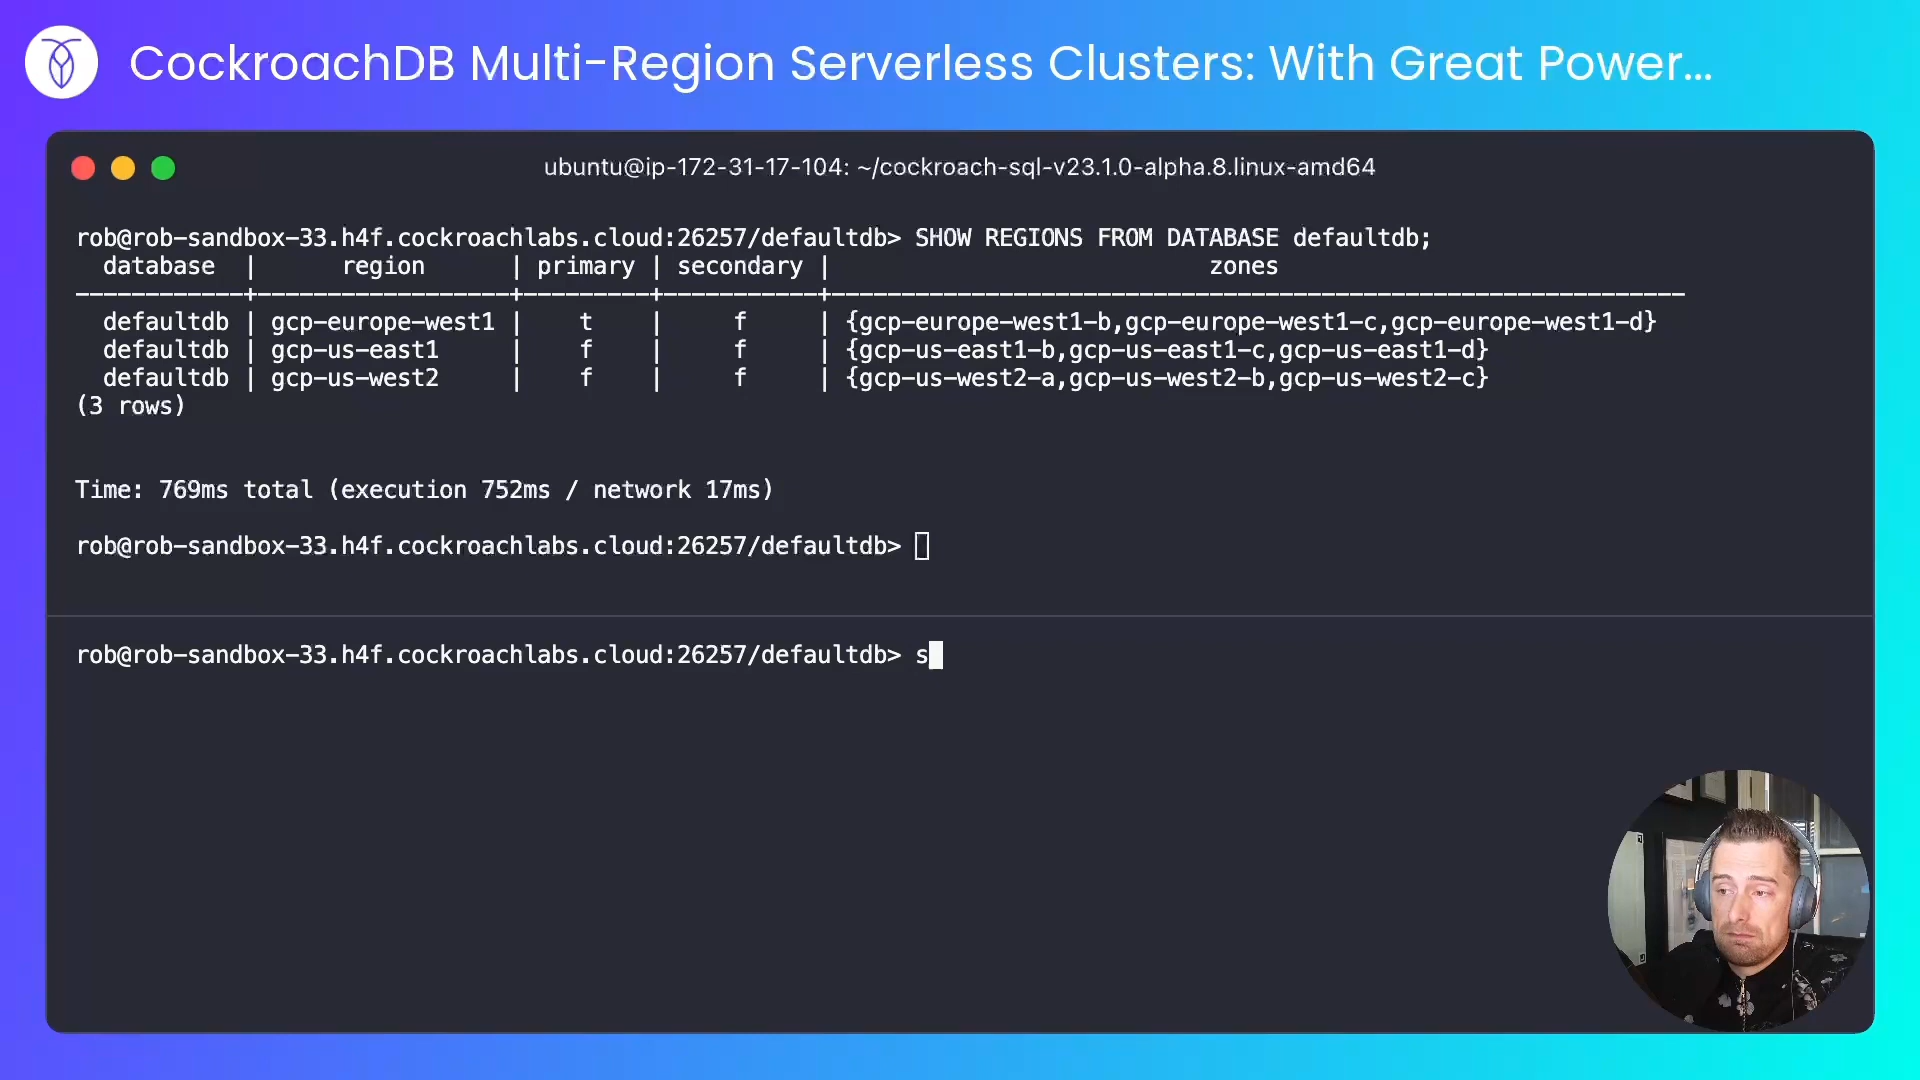 CockroachDB Multi-Region Serverless Clusters: With Great Power...
ubuntu@ip-172-31-17-104: ~/cockroach-sql-v23.1.0-alpha.8.linux-amd64
rob@rob-sandbox-33.h4f.cockroachlabs.cloud:26257/defaultdb> SHOW REGIONS FROM DATABASE defaultdb;
database | region | primary | secondary | zones
------------+------------------+---------+-----------+-------------------------------------------------------------
defaultdb | gcp-europe-west1 | t | f | {gcp-europe-west1-b,gcp-europe-west1-c,gcp-europe-west1-d}
defaultdb | gcp-us-east1 | f | f | {gcp-us-east1-b,gcp-us-east1-c,gcp-us-east1-d}
defaultdb | gcp-us-west2 | f | f | {gcp-us-west2-a,gcp-us-west2-b,gcp-us-west2-c}
(3 rows)
Time: 769ms total (execution 752ms / network 17ms)
rob@rob-sandbox-33.h4f.cockroachlabs.cloud:26257/defaultdb>
rob@rob-sandbox-33.h4f.cockroachlabs.cloud:26257/defaultdb> s